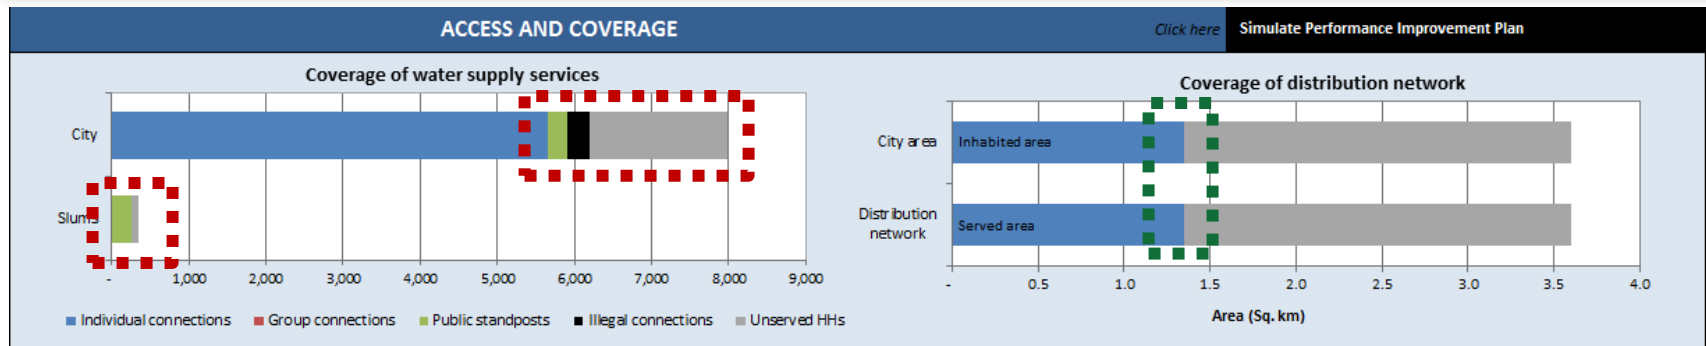 ACCESS AND COVERAGE
Click here
Simulate Performance Improvement Plan
Coverage of water supply services
City
Slums
- 1,000 2,000 3,000 4,000 5,000 6,000 7,000 8,000 9,000
Individual connections Group connections Public standposts Illegal connections Unserved HHs
Coverage of distribution network
City area
Inhabited area
Distribution
network
Served area
- 0.5 1.0 1.5 2.0 2.5 3.0 3.5 4.0
Area (Sq. km)